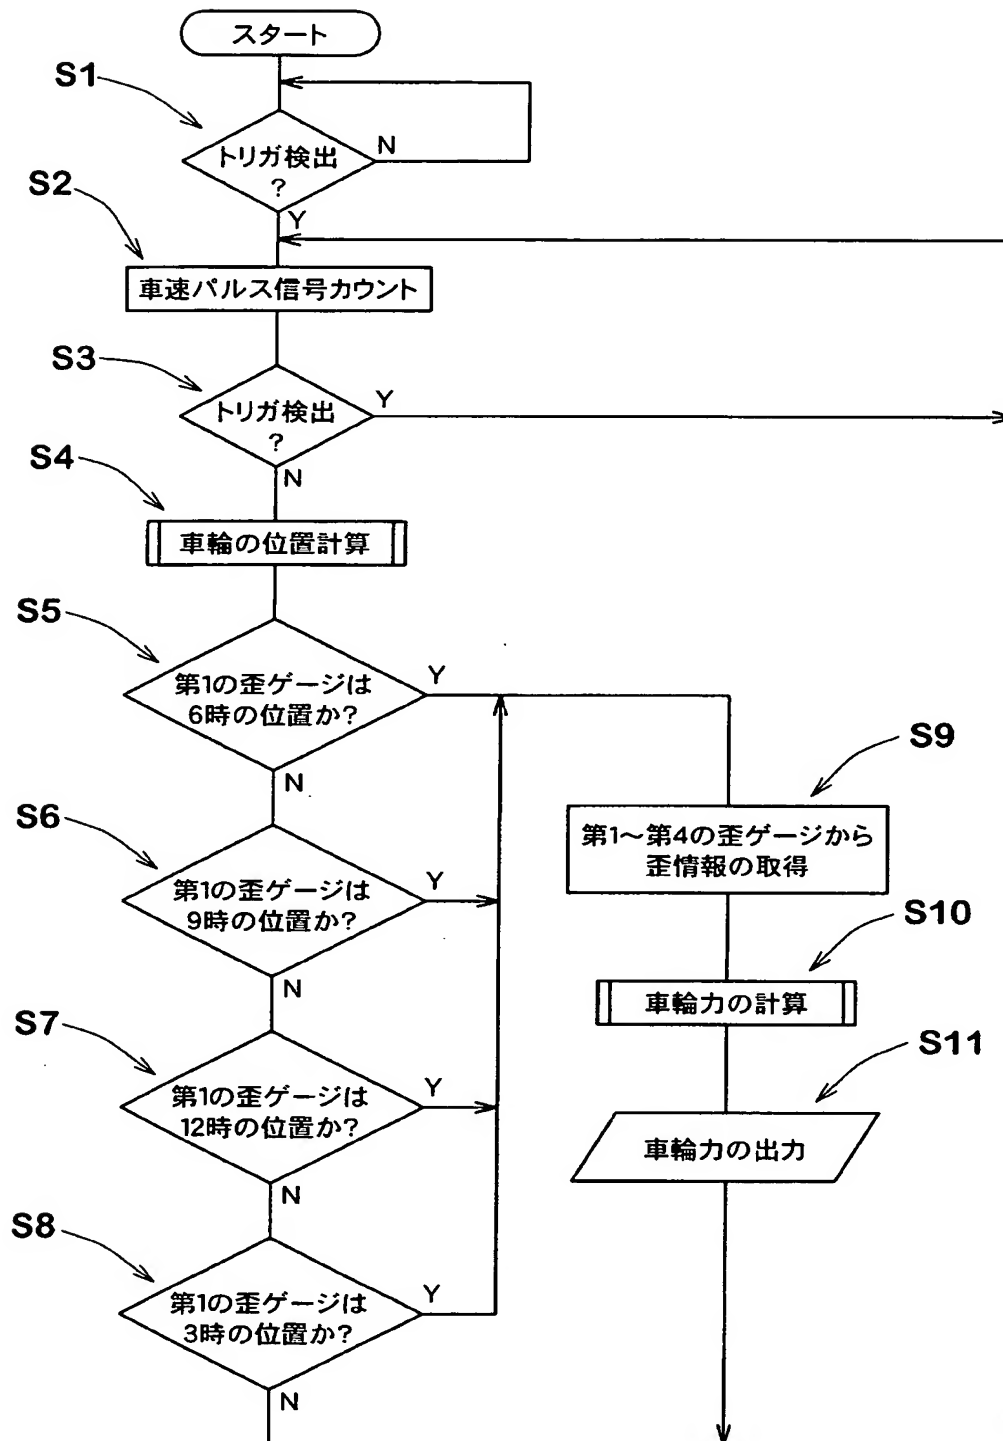 スタート
S1
トリガ検出
?
N
Y
S2
車速パルス信号カウント
S3
トリガ検出
?
Y
N
S4
車輪の位置計算
S5
第1の歪ゲージは
6時の位置か?
Y
N
S6
第1の歪ゲージは
9時の位置か?
Y
N
S7
第1の歪ゲージは
12時の位置か?
Y
N
S8
第1の歪ゲージは
3時の位置か?
Y
N
S9
第1~第4の歪ゲージから
歪情報の取得
S10
車輪力の計算
S11
車輪力の出力